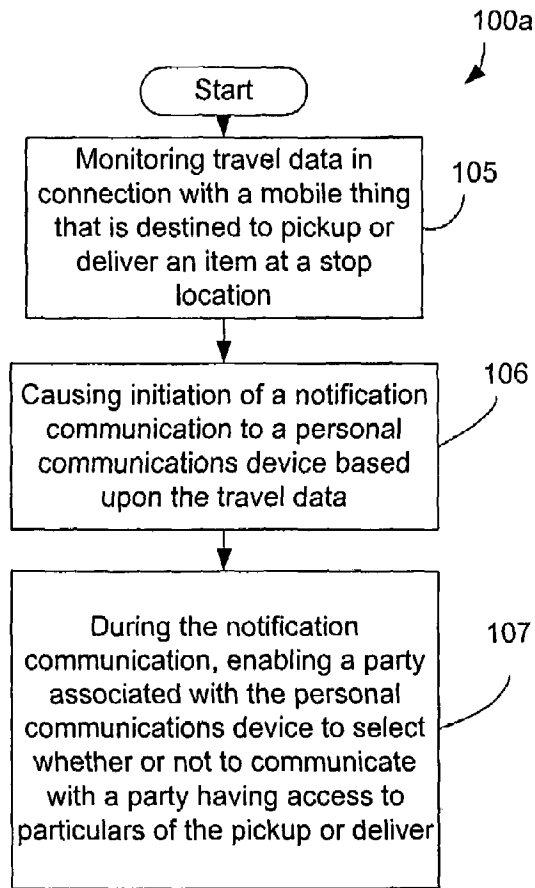 100a
Start
Monitoring travel data in
connection with a mobile thing
that is destined to pickup or
deliver an item at a stop
location
105
Causing initiation of a notification
communication to a personal
communications device based
upon the travel data
106
During the notification
communication, enabling a party
associated with the personal
communications device to select
whether or not to communicate
with a party having access to
particulars of the pickup or deliver
107